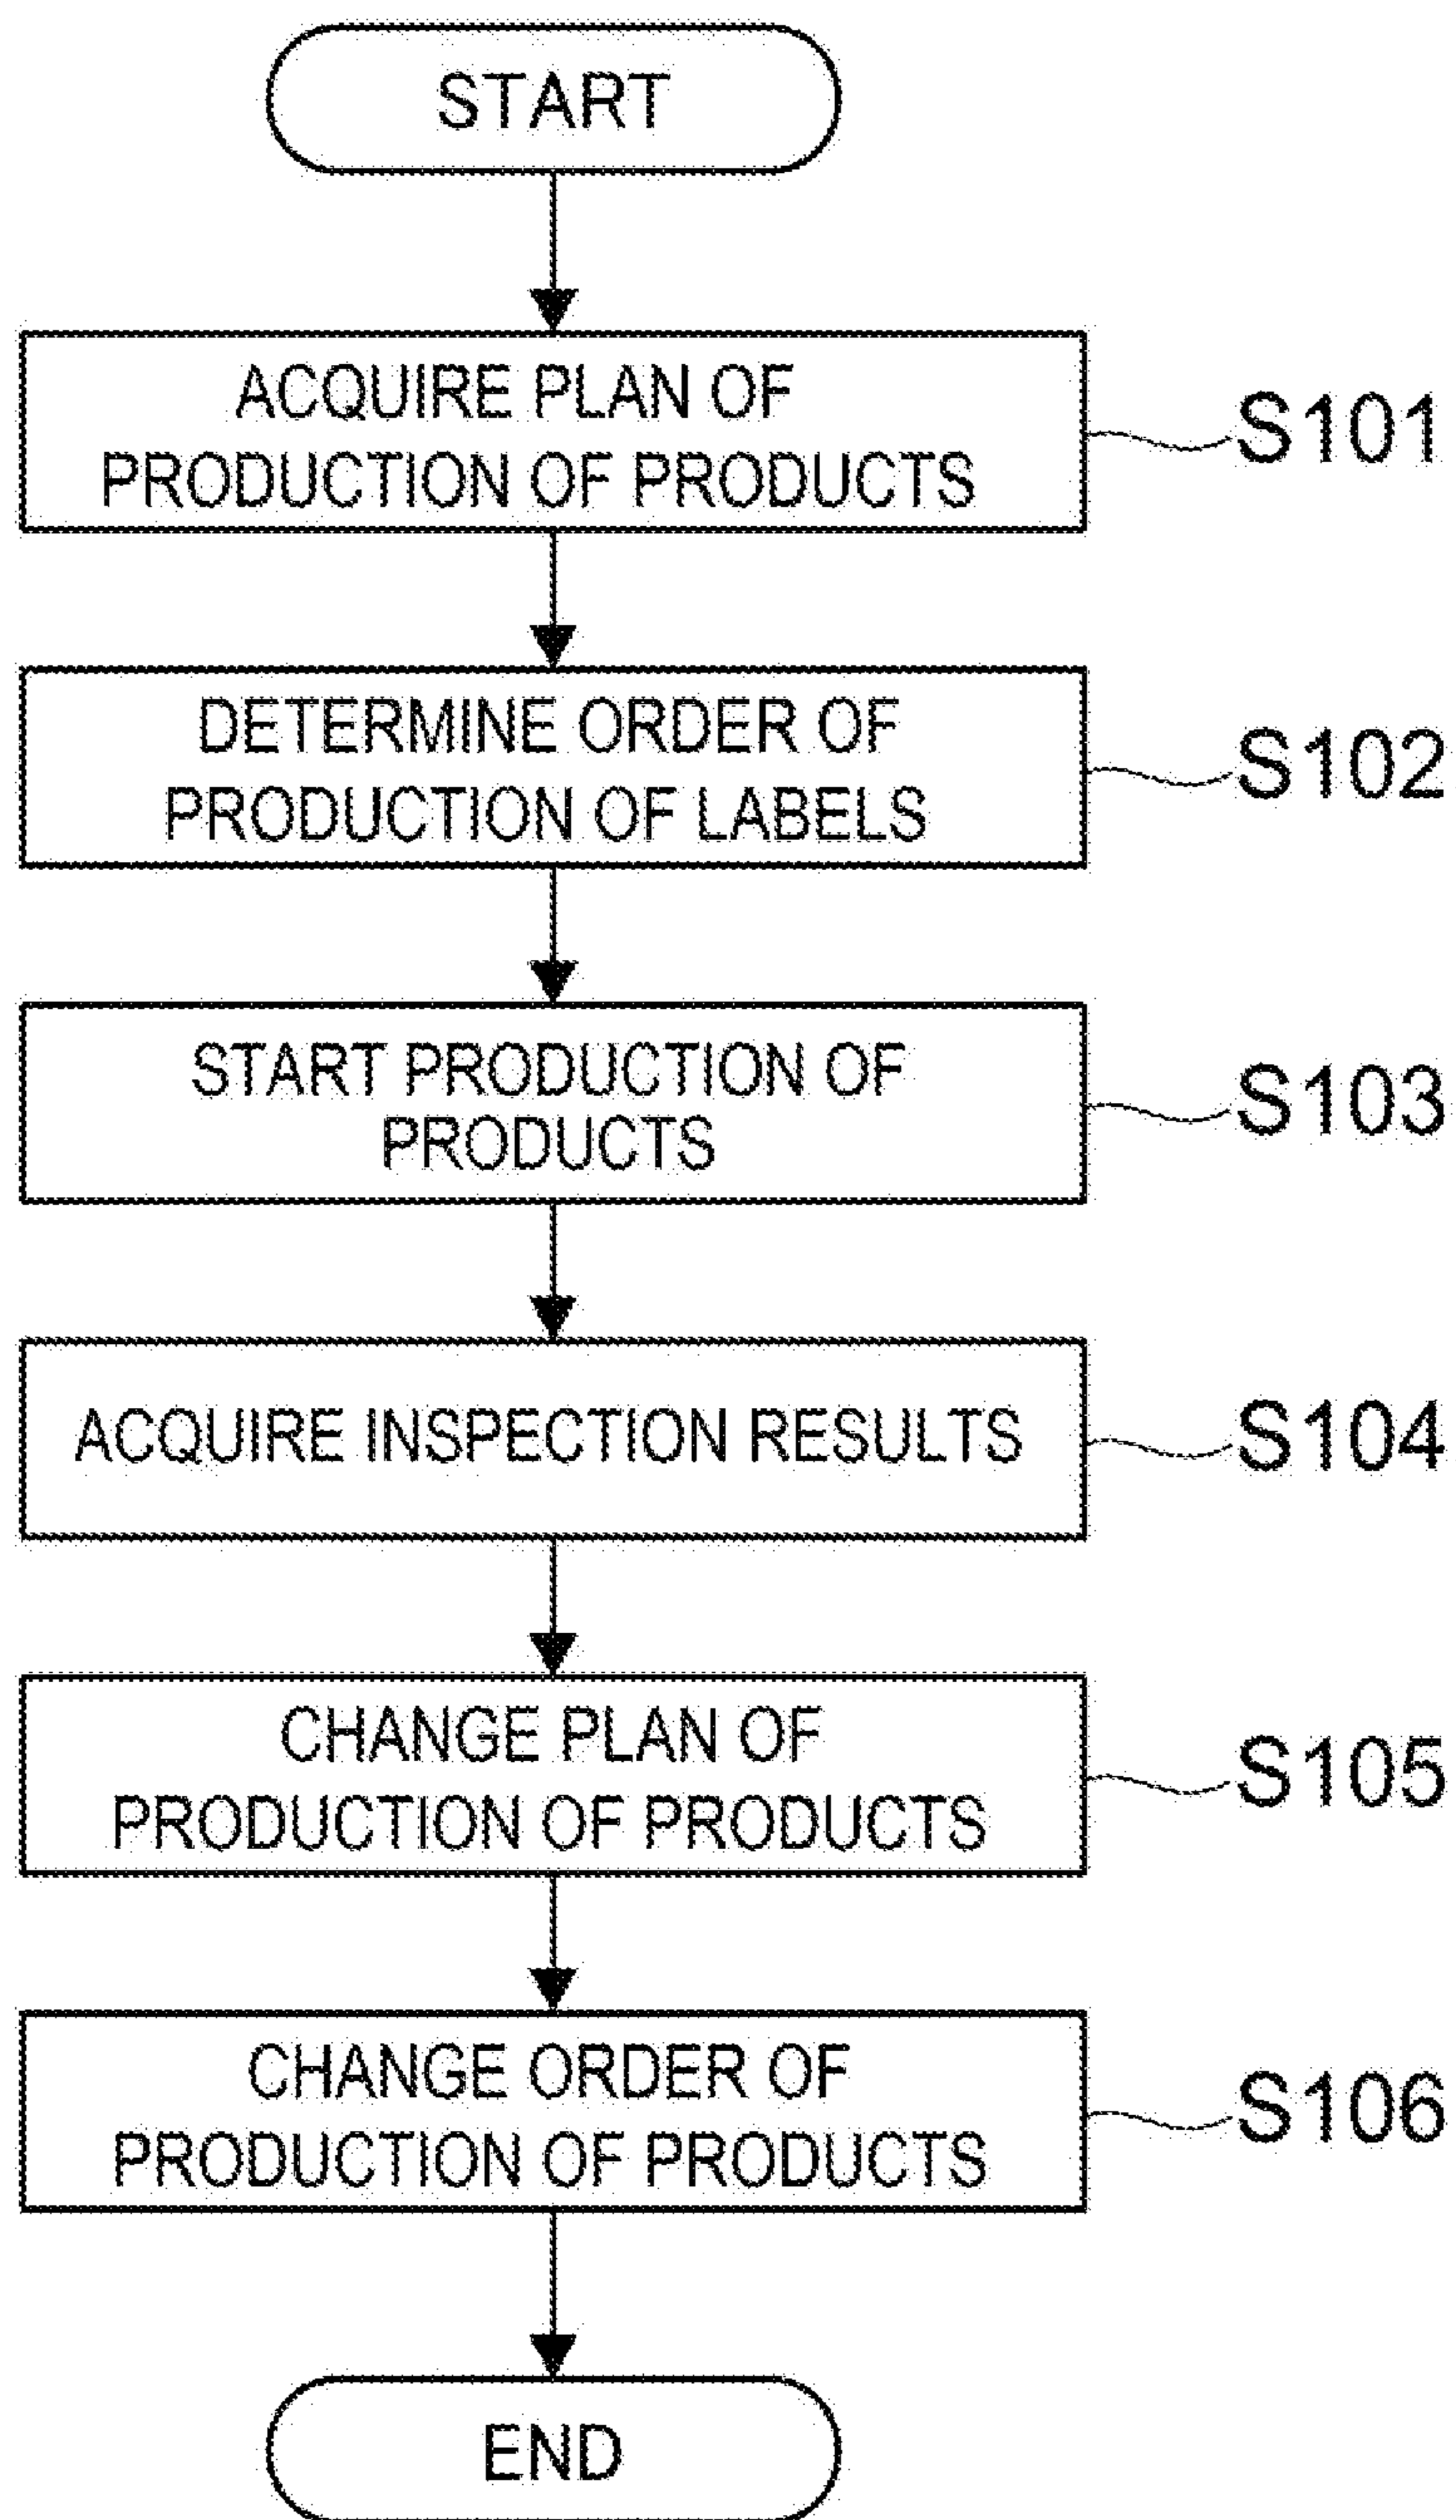 START
ACQUIRE PLAN OF
PRODUCTION OF PRODUCTS
S101
DETERMINE ORDER OF
PRODUCTION OF LABELS
S102
START PRODUCTION OF
PRODUCTS
S103
ACQUIRE INSPECTION RESULTS
S104
CHANGE PLAN OF
PRODUCTION OF PRODUCTS
S105
CHANGE ORDER OF
PRODUCTION OF PRODUCTS
S106
END